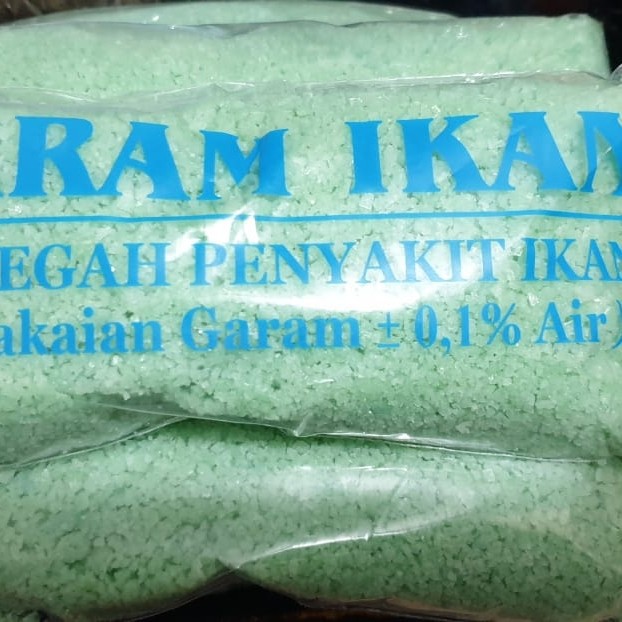 ARAM IKAN
EGAH PENYAKIT IKAN
akaian Garam ± 0,1% Air)